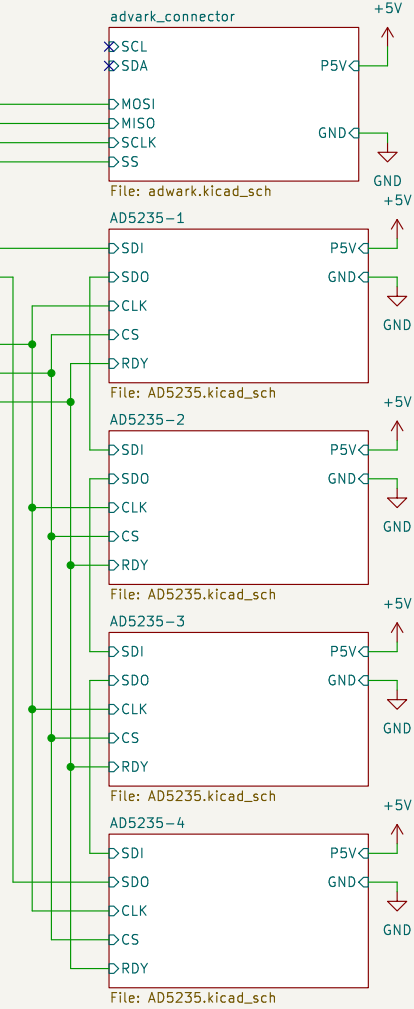 +5V
advark_connector
SCL
SDA
P5V
MOSI
MISO
GND
SCLK
SS
GND
File: adwark.kicad_sch
+5V
AD5235-1
SDI
P5V
SDO
GND
CLK
GND
CS
RDY
File: AD5235.kicad_sch
+5V
AD5235-2
SDI
P5V
SDO
GND
CLK
GND
CS
RDY
File: AD5235.kicad_sch
+5V
AD5235-3
SDI
P5V
SDO
GND
CLK
GND
CS
RDY
File: AD5235.kicad_sch
+5V
AD5235-4
SDI
P5V
SDO
GND
CLK
GND
CS
RDY
File: AD5235.kicad_sch